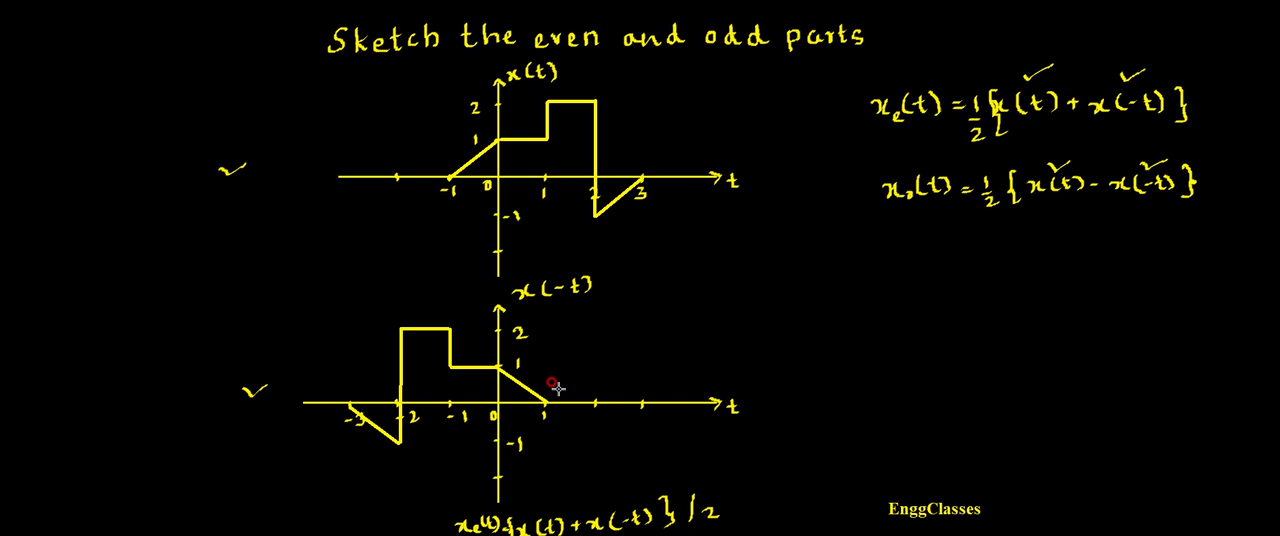 Sketch the even and odd parts
x(t)
2
1
-1 0 1 2 3 t
-1
xₑ(t) = 1/2 {x(t) + x(-t)}
xₒ(t) = 1/2 {x(t) - x(-t)}
x(-t)
2
1
-3 -2 -1 0 1 t
-1
xₑ(t) {x(t) + x(-t)}/2
EnggClasses